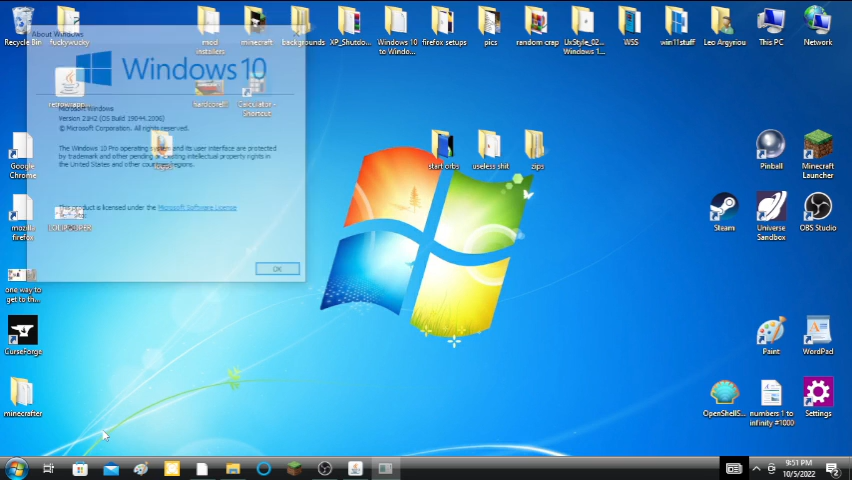 About Windows
Recycle Bin
fuckywucky
mod
installers
minecraft
backgrounds
XP_Shutdo...
Windows 10
to Windo...
firefox setups
pics
random crap
UxStyle_02...
Windows 1...
WSS
win11stuff
Leo Argyriou
This PC
Network
Windows 10
hardcore!!!
Calculator -
Shortcut
Microsoft Windows
Version 21H2 (OS Build 19044.2006)
© Microsoft Corporation. All rights reserved.
The Windows 10 Pro operating system and its user interface are protected
by trademark and other pending or existing intellectual property rights in
the United States and other countries/regions.
Google
Chrome
start orbs
useless shit
zips
Pinball
Minecraft
Launcher
This product is licensed under the Microsoft Software License
mozilla
firefox
Steam
Universe
Sandbox
OBS Studio
OK
one way to
get to th...
CurseForge
Paint
WordPad
minecrafter
OpenShellS...
numbers 1 to
infinity #1000
Settings
9:51 PM
10/5/2022
2